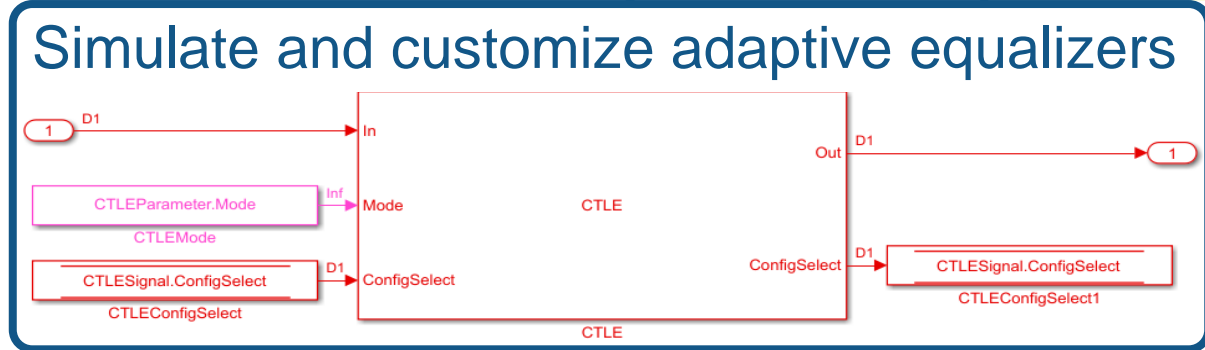 Simulate and customize adaptive equalizers
1
D1
In
Out
D1
1
CTLEParameter.Mode
Inf
Mode
CTLE
CTLEMode
CTLESignal.ConfigSelect
D1
ConfigSelect
ConfigSelect
D1
CTLESignal.ConfigSelect
CTLEConfigSelect
CTLEConfigSelect1
CTLE